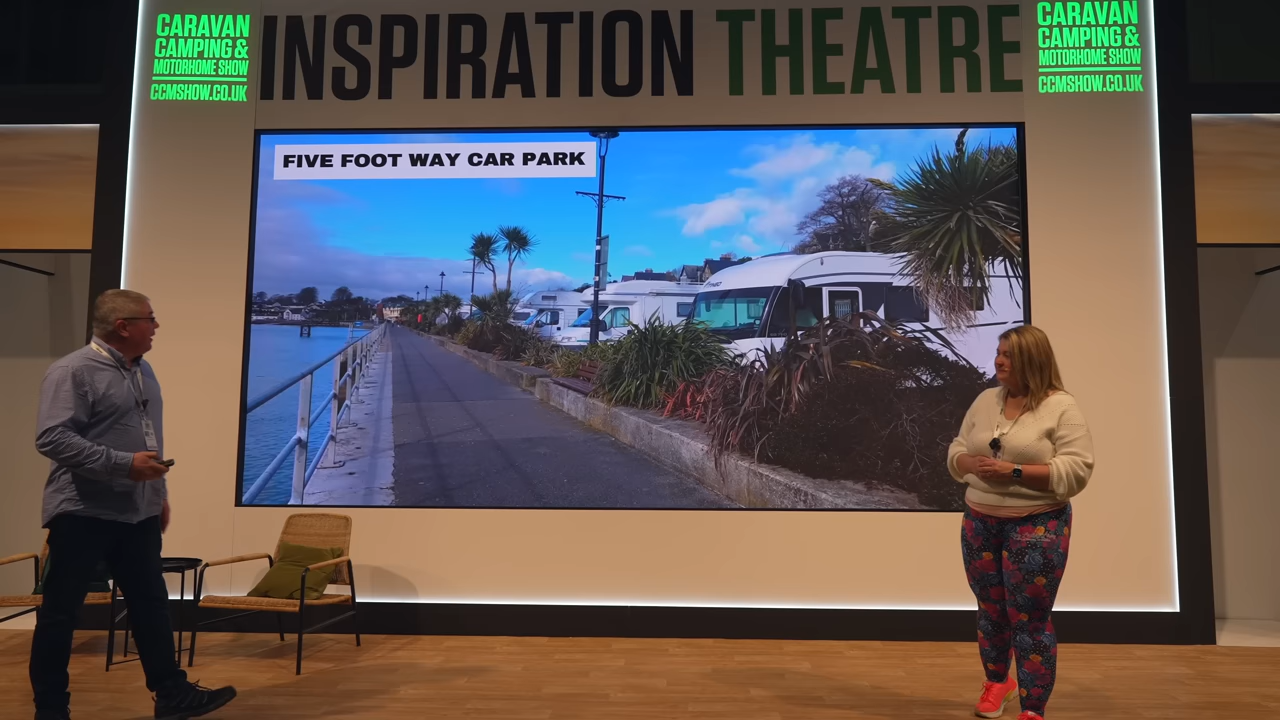 CARAVAN
CAMPING &
MOTORHOME SHOW
CCMSHOW.CO.UK
INSPIRATION THEATRE
CARAVAN
CAMPING &
MOTORHOME SHOW
CCMSHOW.CO.UK
FIVE FOOT WAY CAR PARK